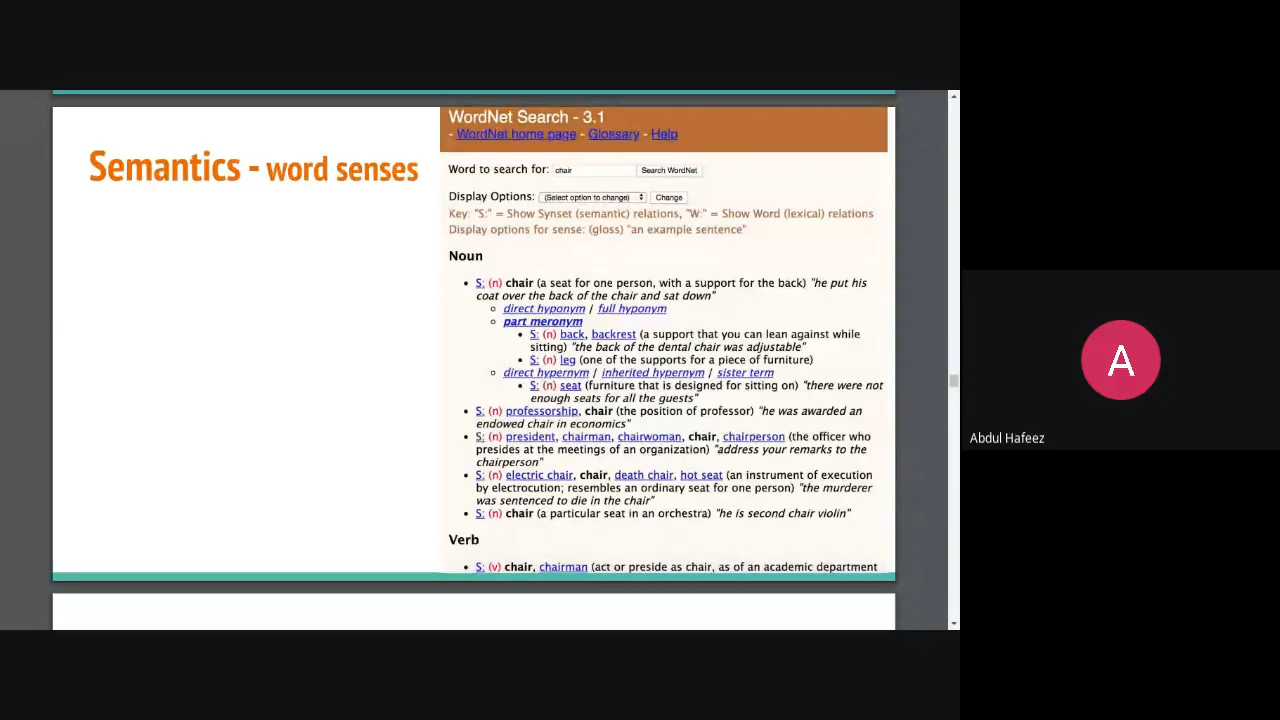 Semantics - word senses
WordNet Search - 3.1
- WordNet home page - Glossary - Help
Word to search for: chair Search WordNet
Display Options: (Select option to change) Change
Key: "S:" = Show Synset (semantic) relations, "W:" = Show Word (lexical) relations
Display options for sense: (gloss) "an example sentence"
Noun
• S: (n) chair (a seat for one person, with a support for the back) "he put his
coat over the back of the chair and sat down"
○ direct hyponym / full hyponym
○ part meronym
• S: (n) back, backrest (a support that you can lean against while
sitting) "the back of the dental chair was adjustable"
• S: (n) leg (one of the supports for a piece of furniture)
○ direct hypernym / inherited hypernym / sister term
• S: (n) seat (furniture that is designed for sitting on) "there were not
enough seats for all the guests"
• S: (n) professorship, chair (the position of professor) "he was awarded an
endowed chair in economics"
• S: (n) president, chairman, chairwoman, chair, chairperson (the officer who
presides at the meetings of an organization) "address your remarks to the
chairperson"
• S: (n) electric chair, chair, death chair, hot seat (an instrument of execution
by electrocution; resembles an ordinary seat for one person) "the murderer
was sentenced to die in the chair"
• S: (n) chair (a particular seat in an orchestra) "he is second chair violin"
Verb
• S: (v) chair, chairman (act or preside as chair, as of an academic department
A
Abdul Hafeez